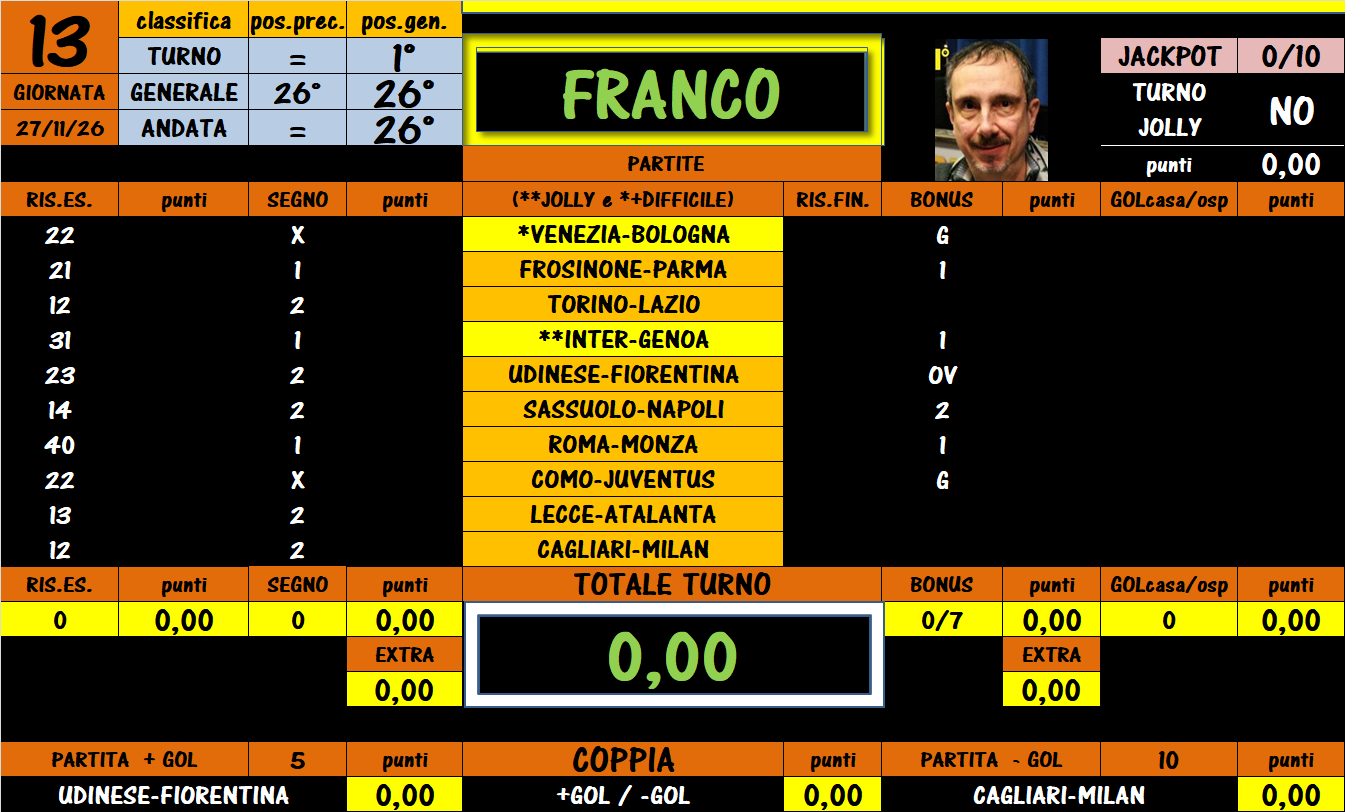 13 classifica pos.prec. pos.gen.
TURNO = 1°
GIORNATA GENERALE 26° 26°
27/11/26 ANDATA = 26°
FRANCO
1°
JACKPOT 0/10
TURNO JOLLY NO
punti 0,00
PARTITE
RIS.ES. punti SEGNO punti (**JOLLY e *+DIFFICILE) RIS.FIN. BONUS punti GOLcasa/osp punti
22 X *VENEZIA-BOLOGNA G
21 1 FROSINONE-PARMA 1
12 2 TORINO-LAZIO
31 1 **INTER-GENOA 1
23 2 UDINESE-FIORENTINA OV
14 2 SASSUOLO-NAPOLI 2
40 1 ROMA-MONZA 1
22 X COMO-JUVENTUS G
13 2 LECCE-ATALANTA
12 2 CAGLIARI-MILAN
RIS.ES. punti SEGNO punti TOTALE TURNO BONUS punti GOLcasa/osp punti
0 0,00 0 0,00 0,00 0/7 0,00 0 0,00
EXTRA EXTRA
0,00 0,00
PARTITA + GOL 5 punti COPPIA punti PARTITA - GOL 10 punti
UDINESE-FIORENTINA 0,00 +GOL / -GOL 0,00 CAGLIARI-MILAN 0,00